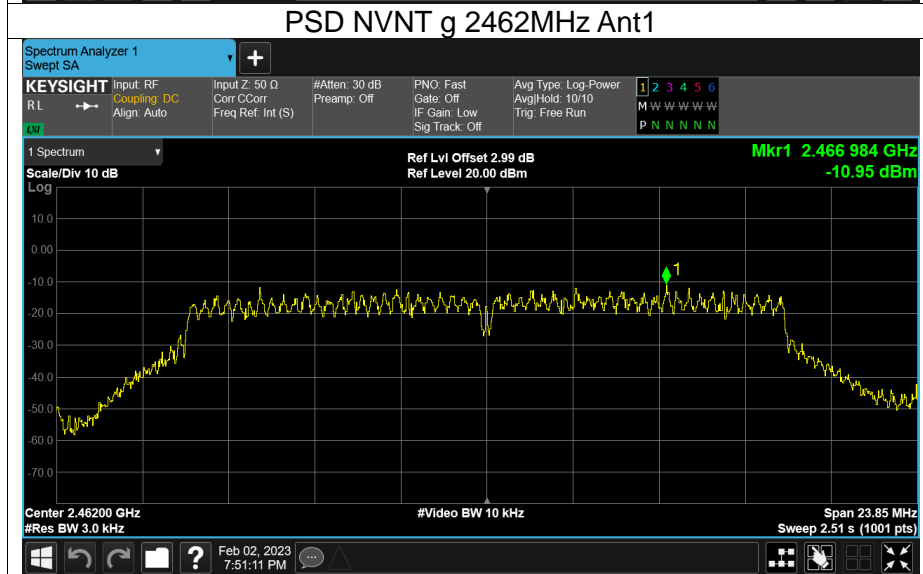 PSD NVNT g 2462MHz Ant1
Spectrum Analyzer 1
Swept SA
+
KEYSIGHT
R L
LXI
Input: RF
Coupling: DC
Align: Auto
Input Z: 50 Ω
Corr CCorr
Freq Ref: Int (S)
#Atten: 30 dB
Preamp: Off
PNO: Fast
Gate: Off
IF Gain: Low
Sig Track: Off
Avg Type: Log-Power
Avg|Hold: 10/10
Trig: Free Run
1 2 3 4 5 6
M W W W W W
P N N N N N
1 Spectrum
Scale/Div 10 dB
Ref Lvl Offset 2.99 dB
Ref Level 20.00 dBm
Mkr1 2.466 984 GHz
-10.95 dBm
Log
10.0
0.00
-10.0
-20.0
-30.0
-40.0
-50.0
-60.0
-70.0
1
Center 2.46200 GHz
#Res BW 3.0 kHz
#Video BW 10 kHz
Span 23.85 MHz
Sweep 2.51 s (1001 pts)
?
Feb 02, 2023
7:51:11 PM